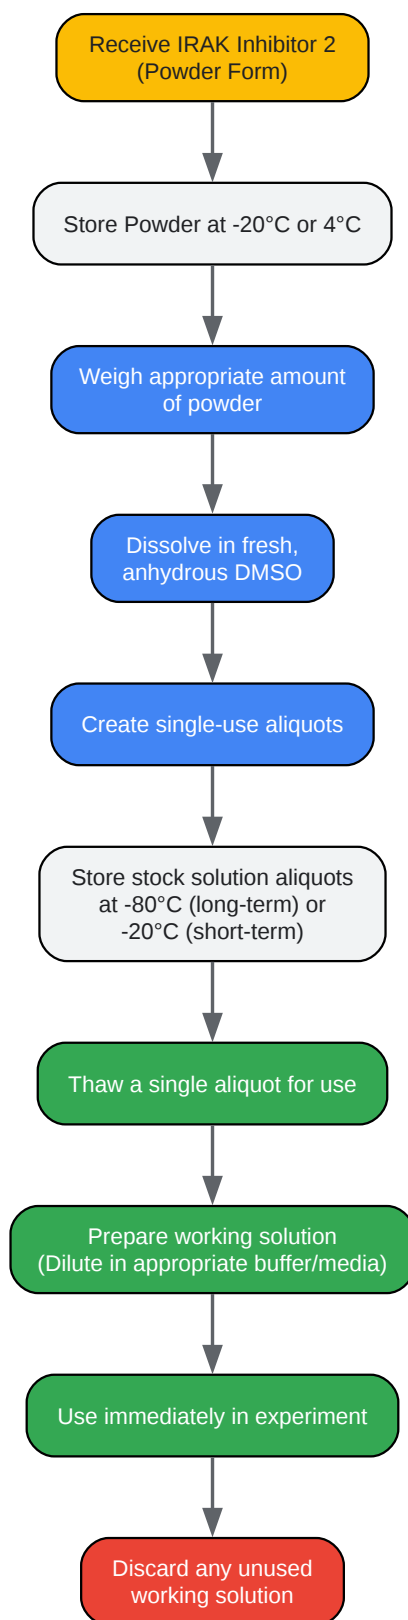 Receive IRAK Inhibitor 2
(Powder Form)
Store Powder at -20°C or 4°C
Weigh appropriate amount
of powder
Dissolve in fresh,
anhydrous DMSO
Create single-use aliquots
Store stock solution aliquots
at -80°C (long-term) or
-20°C (short-term)
Thaw a single aliquot for use
Prepare working solution
(Dilute in appropriate buffer/media)
Use immediately in experiment
Discard any unused
working solution